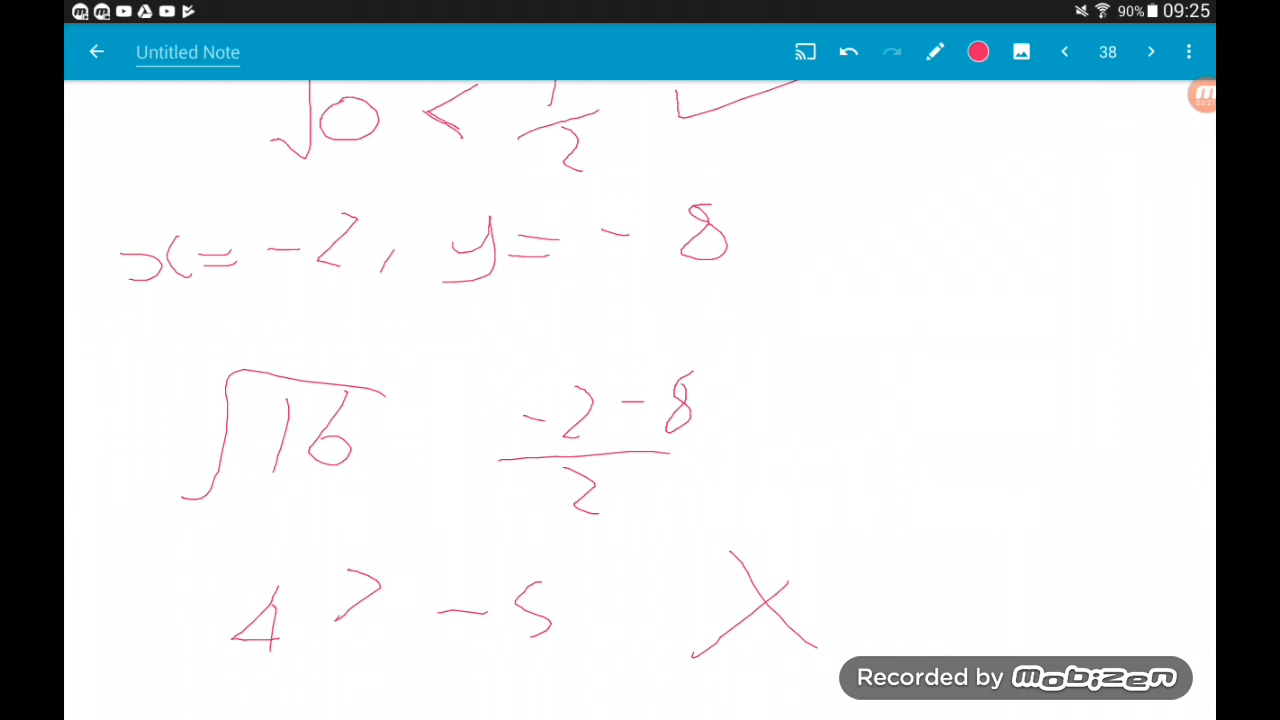 90% 09:25
Untitled Note 38
√0 < 1/2 ✓
x = -2, y = -8
√16 (-2-8)/2
4 > -5 X
Recorded by mobizen